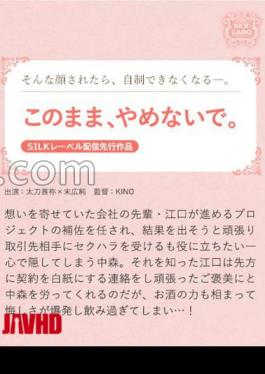 SILK LABO
そんな顔されたら、自制できなくなる―。
このまま、やめないで。
SILKレーベル配信先行作品
出演：太刀茜祢×末広純　監督：KINO
想いを寄せていた会社の先輩・江口が進めるプロジェ
クトの補佐を任され、結果を出そうと頑張り
取引先相手にセクハラを受けるも役に立ちたい一
心で隠してしまう中森。それを知った江口は先方
に契約を白紙にする連絡をし頑張ったご褒美にと
中森を労ってくれるのだが、お酒の力も相まって
悔しさが爆発し飲み過ぎてしまい…！
JAVHD